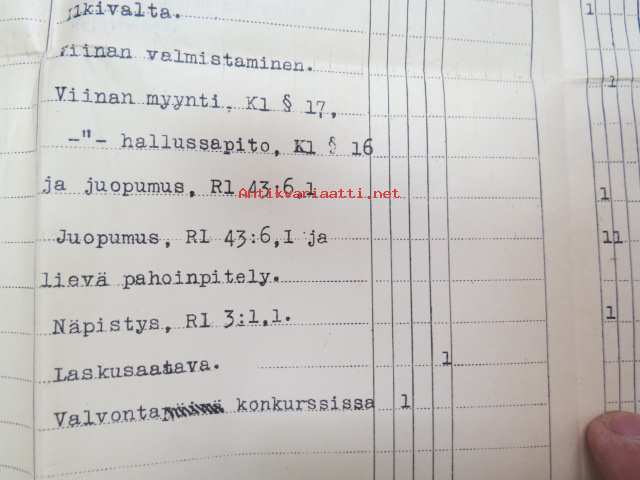 ilkivalta. 1
Viinan valmistaminen. 1
Viinan myynti, Kl § 17,
-"- hallussapito, Kl § 16
ja juopumus, Rl 43:6,1 1
Antikvariaatti.net
Juopumus, Rl 43:6,I ja 11
lievä pahoinpitely.
Näpistys, Rl 3:1,1. 1
Laskusaatava. 1
Valvonta konkurssissa 1